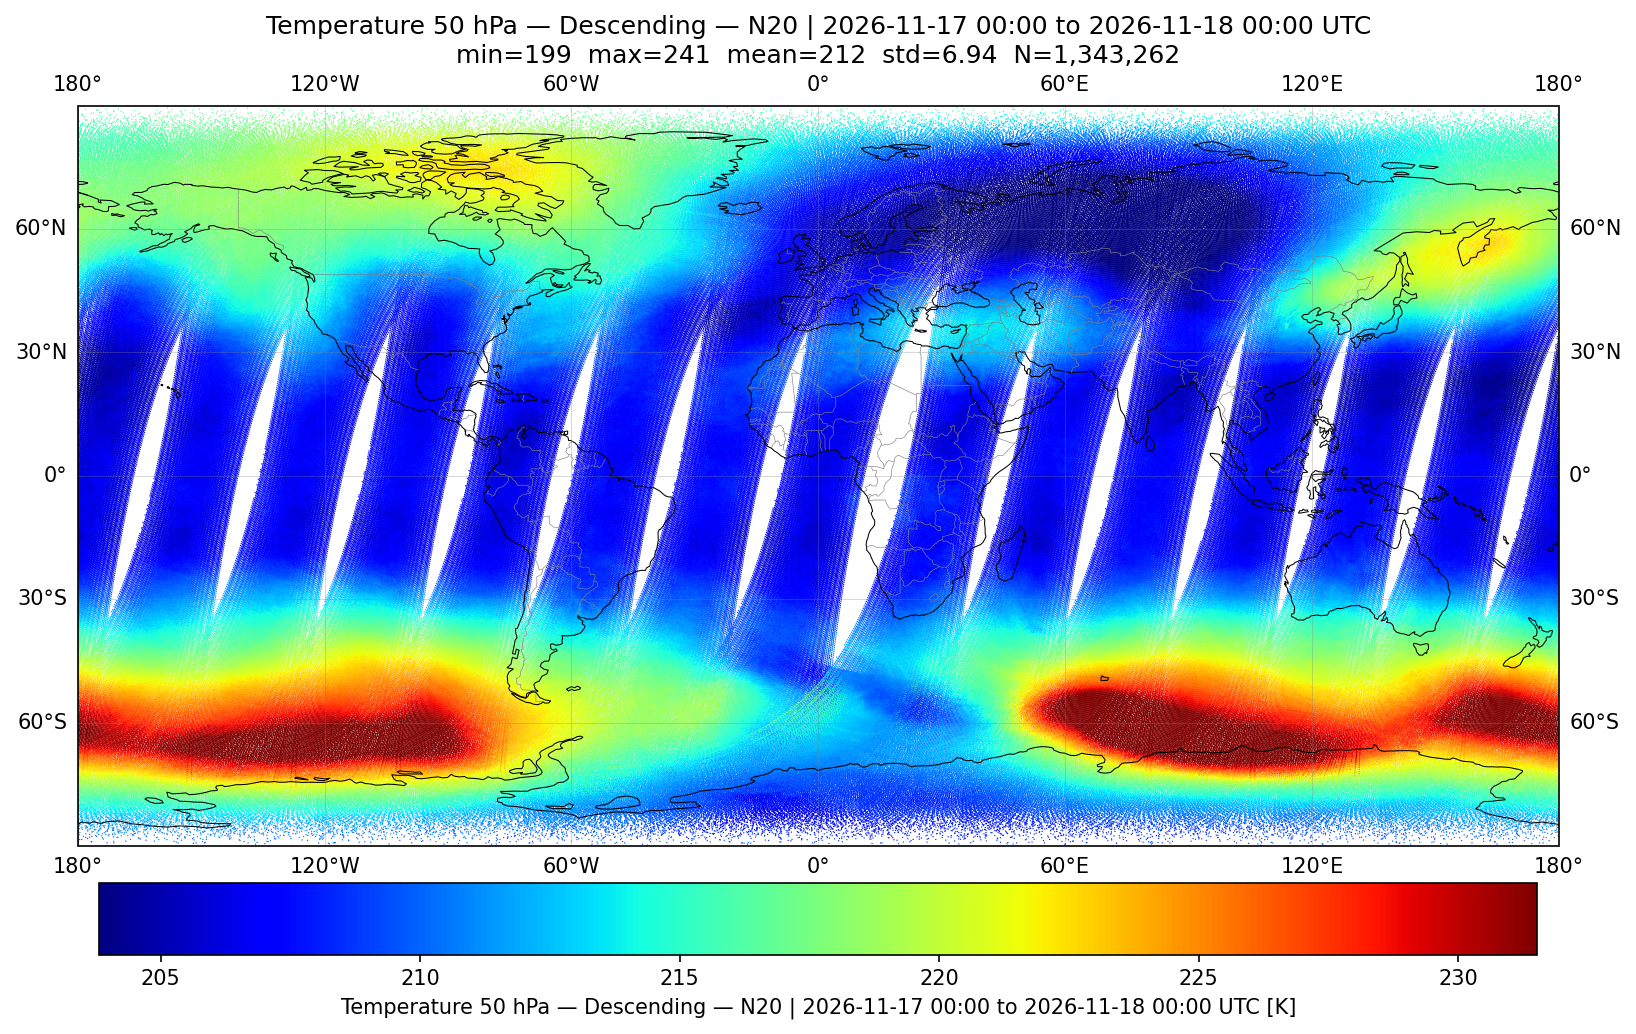 Temperature 50 hPa — Descending — N20 | 2026-11-17 00:00 to 2026-11-18 00:00 UTC
min=199  max=241  mean=212  std=6.94  N=1,343,262
180° 120°W 60°W 0° 60°E 120°E 180°
60°N 60°N
30°N 30°N
0° 0°
30°S 30°S
60°S 60°S
180° 120°W 60°W 0° 60°E 120°E 180°
205 210 215 220 225 230
Temperature 50 hPa — Descending — N20 | 2026-11-17 00:00 to 2026-11-18 00:00 UTC [K]